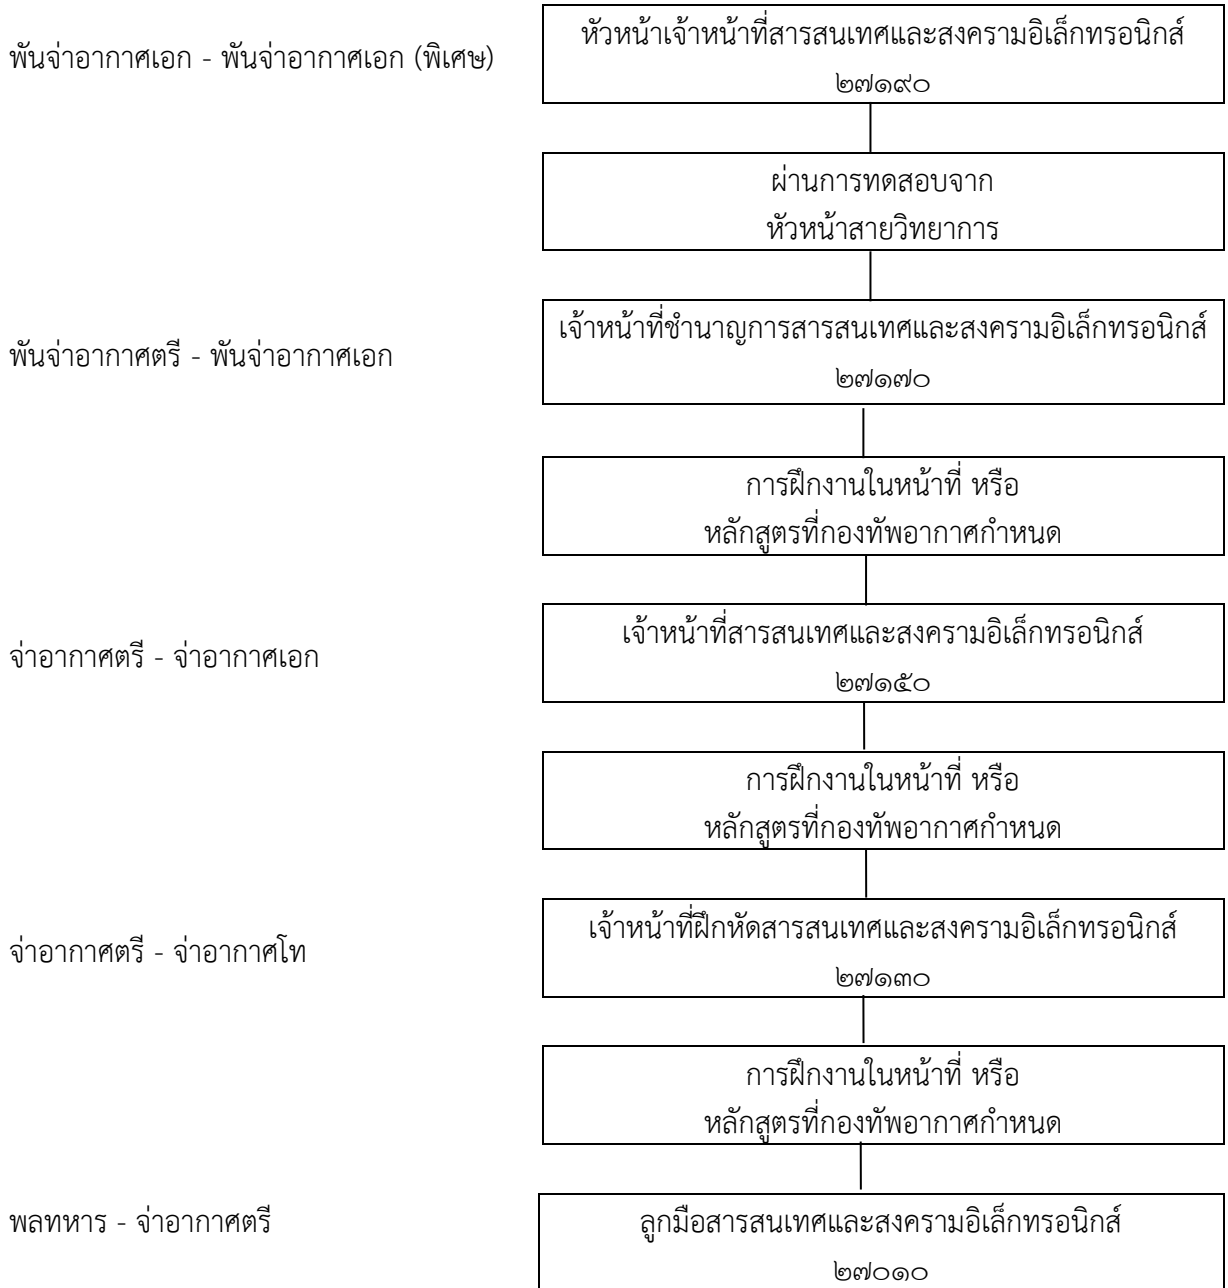 พันจ่าอากาศเอก - พันจ่าอากาศเอก (พิเศษ)
หัวหน้าเจ้าหน้าที่สารสนเทศและสงครามอิเล็กทรอนิกส์
๒๗๑๙๐
ผ่านการทดสอบจาก
หัวหน้าสายวิทยาการ
พันจ่าอากาศตรี - พันจ่าอากาศเอก
เจ้าหน้าที่ชำนาญการสารสนเทศและสงครามอิเล็กทรอนิกส์
๒๗๑๗๐
การฝึกงานในหน้าที่ หรือ
หลักสูตรที่กองทัพอากาศกำหนด
จ่าอากาศตรี - จ่าอากาศเอก
เจ้าหน้าที่สารสนเทศและสงครามอิเล็กทรอนิกส์
๒๗๑๕๐
การฝึกงานในหน้าที่ หรือ
หลักสูตรที่กองทัพอากาศกำหนด
จ่าอากาศตรี - จ่าอากาศโท
เจ้าหน้าที่ฝึกหัดสารสนเทศและสงครามอิเล็กทรอนิกส์
๒๗๑๓๐
การฝึกงานในหน้าที่ หรือ
หลักสูตรที่กองทัพอากาศกำหนด
พลทหาร - จ่าอากาศตรี
ลูกมือสารสนเทศและสงครามอิเล็กทรอนิกส์
๒๗๐๑๐